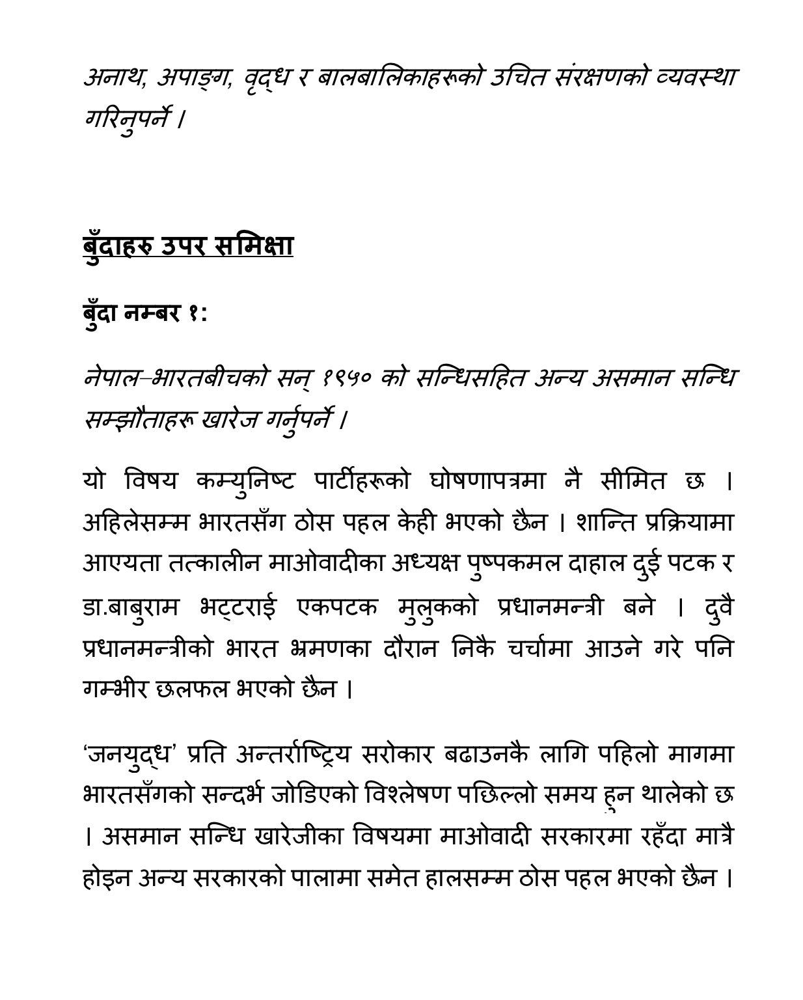 अनाथ, अपाङ्ग, वृद्ध र बालबालिकाहरूको उचित संरक्षणको व्यवस्था
गरिनुपर्ने ।
बुँदाहरु उपर समिक्षा
बुँदा नम्बर १:
नेपाल–भारतबीचको सन् १९५० को सन्धिसहित अन्य असमान सन्धि
सम्झौताहरू खारेज गर्नुपर्ने ।
यो विषय कम्युनिष्ट पार्टीहरूको घोषणापत्रमा नै सीमित छ ।
अहिलेसम्म भारतसँग ठोस पहल केही भएको छैन । शान्ति प्रक्रियामा
आएयता तत्कालीन माओवादीका अध्यक्ष पुष्पकमल दाहाल दुई पटक र
डा.बाबुराम भट्टराई एकपटक मुलुकको प्रधानमन्त्री बने । दुवै
प्रधानमन्त्रीको भारत भ्रमणका दौरान निकै चर्चामा आउने गरे पनि
गम्भीर छलफल भएको छैन ।
‘जनयुद्ध’ प्रति अन्तर्राष्ट्रिय सरोकार बढाउनकै लागि पहिलो मागमा
भारतसँगको सन्दर्भ जोडिएको विश्लेषण पछिल्लो समय हुन थालेको छ
। असमान सन्धि खारेजीका विषयमा माओवादी सरकारमा रहँदा मात्रै
होइन अन्य सरकारको पालामा समेत हालसम्म ठोस पहल भएको छैन ।